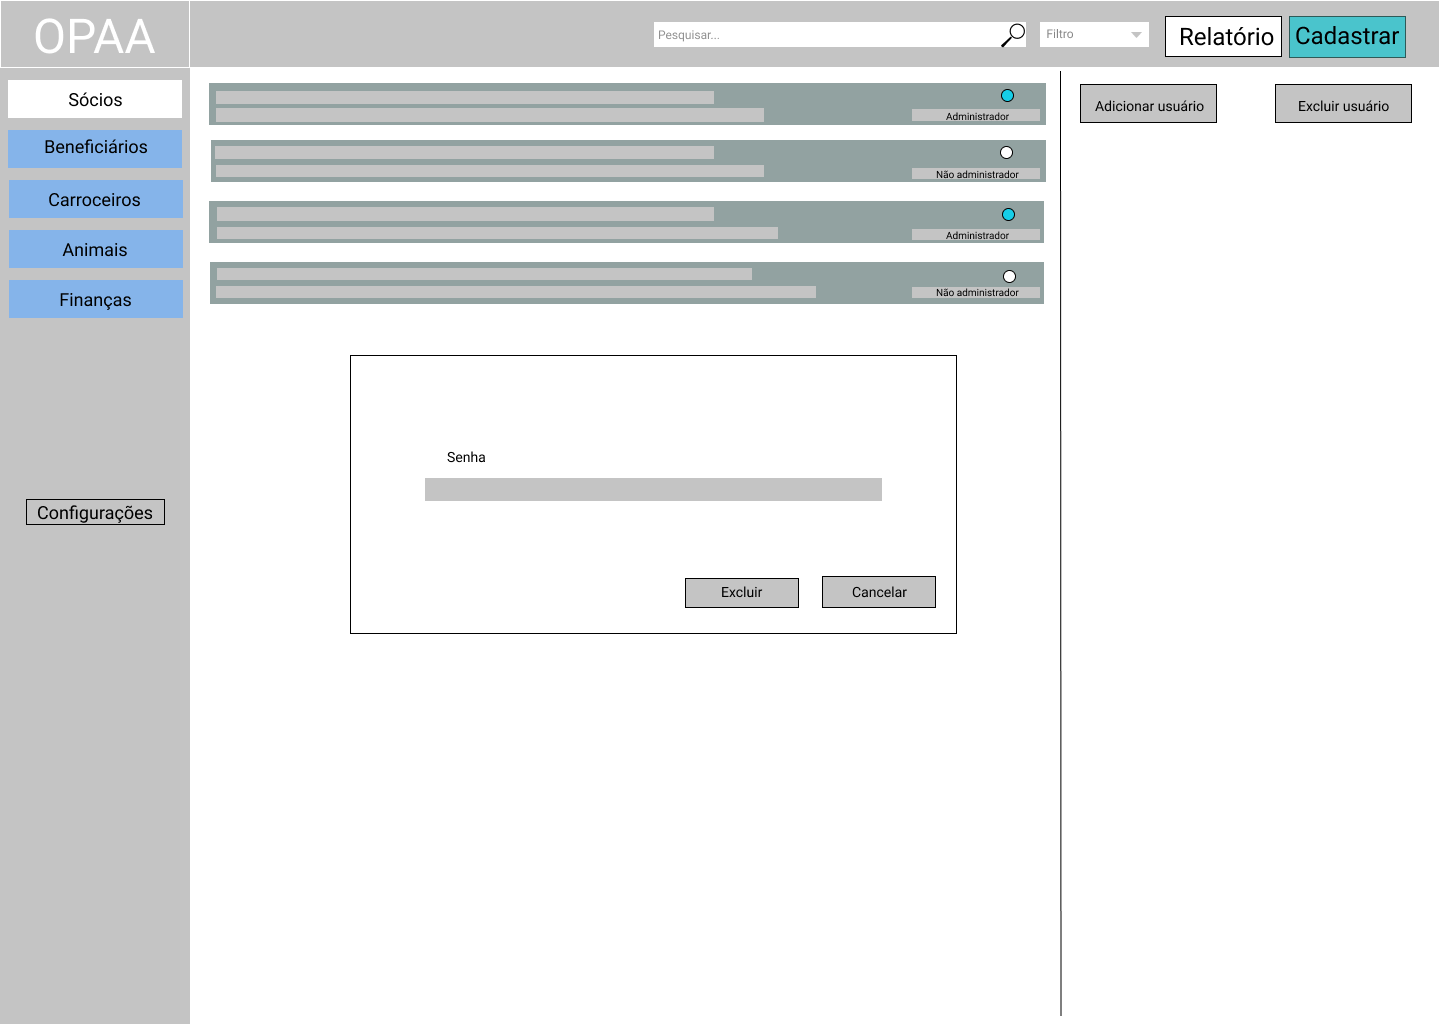 OPAA
Pesquisar...
Filtro
Relatório
Cadastrar
Sócios
Beneficiários
Carroceiros
Animais
Finanças
Configurações
Administrador
Não administrador
Administrador
Não administrador
Adicionar usuário
Excluir usuário
Senha
Excluir
Cancelar